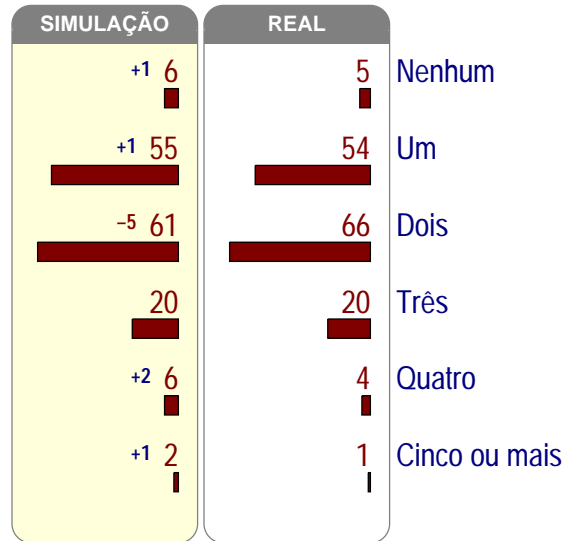 SIMULAÇÃO REAL
+1 6 5 Nenhum
+1 55 54 Um
−5 61 66 Dois
20 20 Três
+2 6 4 Quatro
+1 2 1 Cinco ou mais